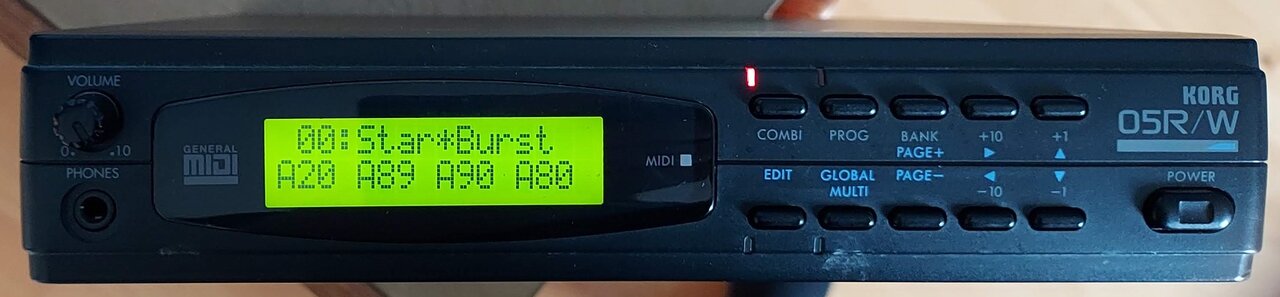 VOLUME
0 10
PHONES
GENERAL
MIDI
00:Star*Burst
A20 A89 A90 A80
MIDI
COMBI
PROG
BANK
+10
+1
PAGE+
▶
▲
EDIT
GLOBAL
MULTI
PAGE−
◀
−10
▼
−1
KORG
05R/W
POWER